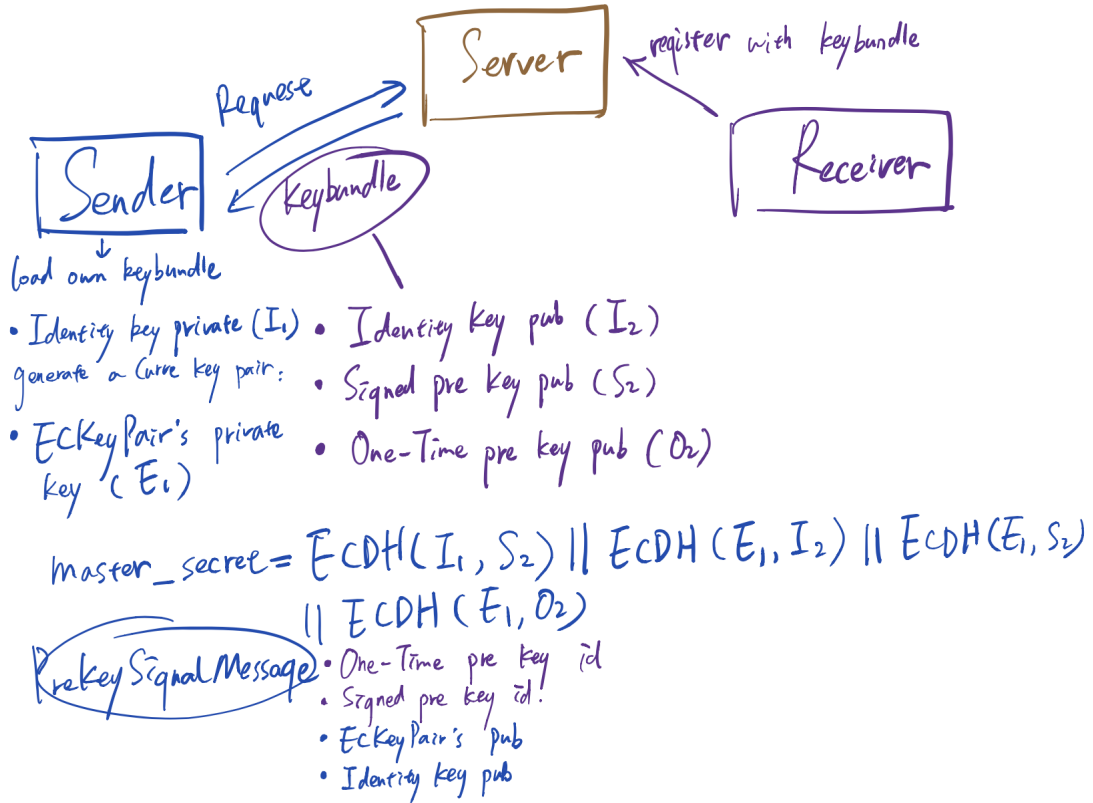 Server
register with keybundle
Request
Receiver
Sender
keybundle
load own keybundle
• Identity key private (I₁)
generate a Curve key pair:
• ECKeyPair's private
key (E₁)
• Identity key pub (I₂)
• Signed pre key pub (S₂)
• One-Time pre key pub (O₂)
master_secret = ECDH(I₁, S₂) || ECDH(E₁, I₂) || ECDH(E₁, S₂)
|| ECDH(E₁, O₂)
PreKeySignalMessage
• One-Time pre key id
• Signed pre key id.
• ECKeyPair's pub
• Identity key pub